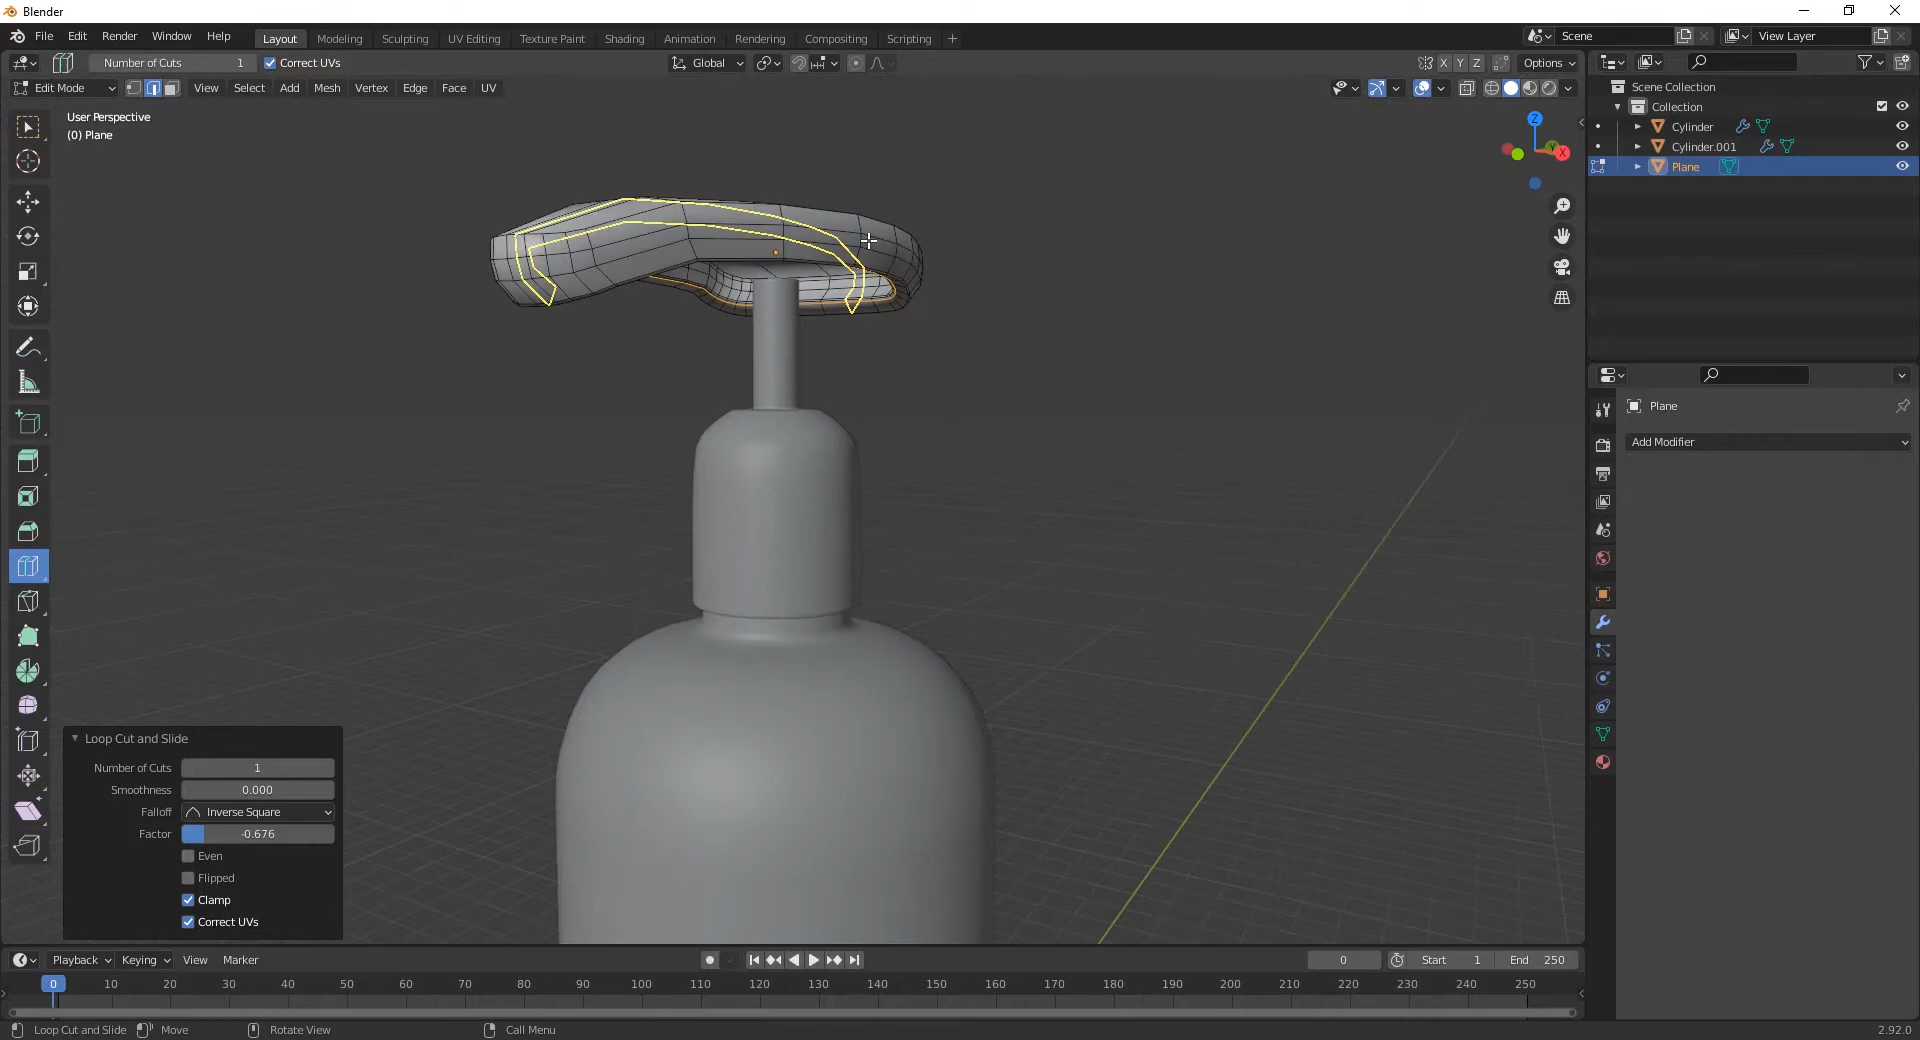 Blender
File Edit Render Window Help
Layout Modeling Sculpting UV Editing Texture Paint Shading Animation Rendering Compositing Scripting +
Scene View Layer
Number of Cuts 1 Correct UVs Global X Y Z Options
Edit Mode View Select Add Mesh Vertex Edge Face UV
User Perspective
(0) Plane
Z
Y
X
Scene Collection
Collection
Cylinder
Cylinder.001
Plane
Plane
Add Modifier
Loop Cut and Slide
Number of Cuts 1
Smoothness 0.000
Falloff Inverse Square
Factor -0.676
Even
Flipped
Clamp
Correct UVs
Playback Keying View Marker 0 Start 1 End 250
0 10 20 30 40 50 60 70 80 90 100 110 120 130 140 150 160 170 180 190 200 210 220 230 240 250
Loop Cut and Slide Move Rotate View Call Menu 2.92.0